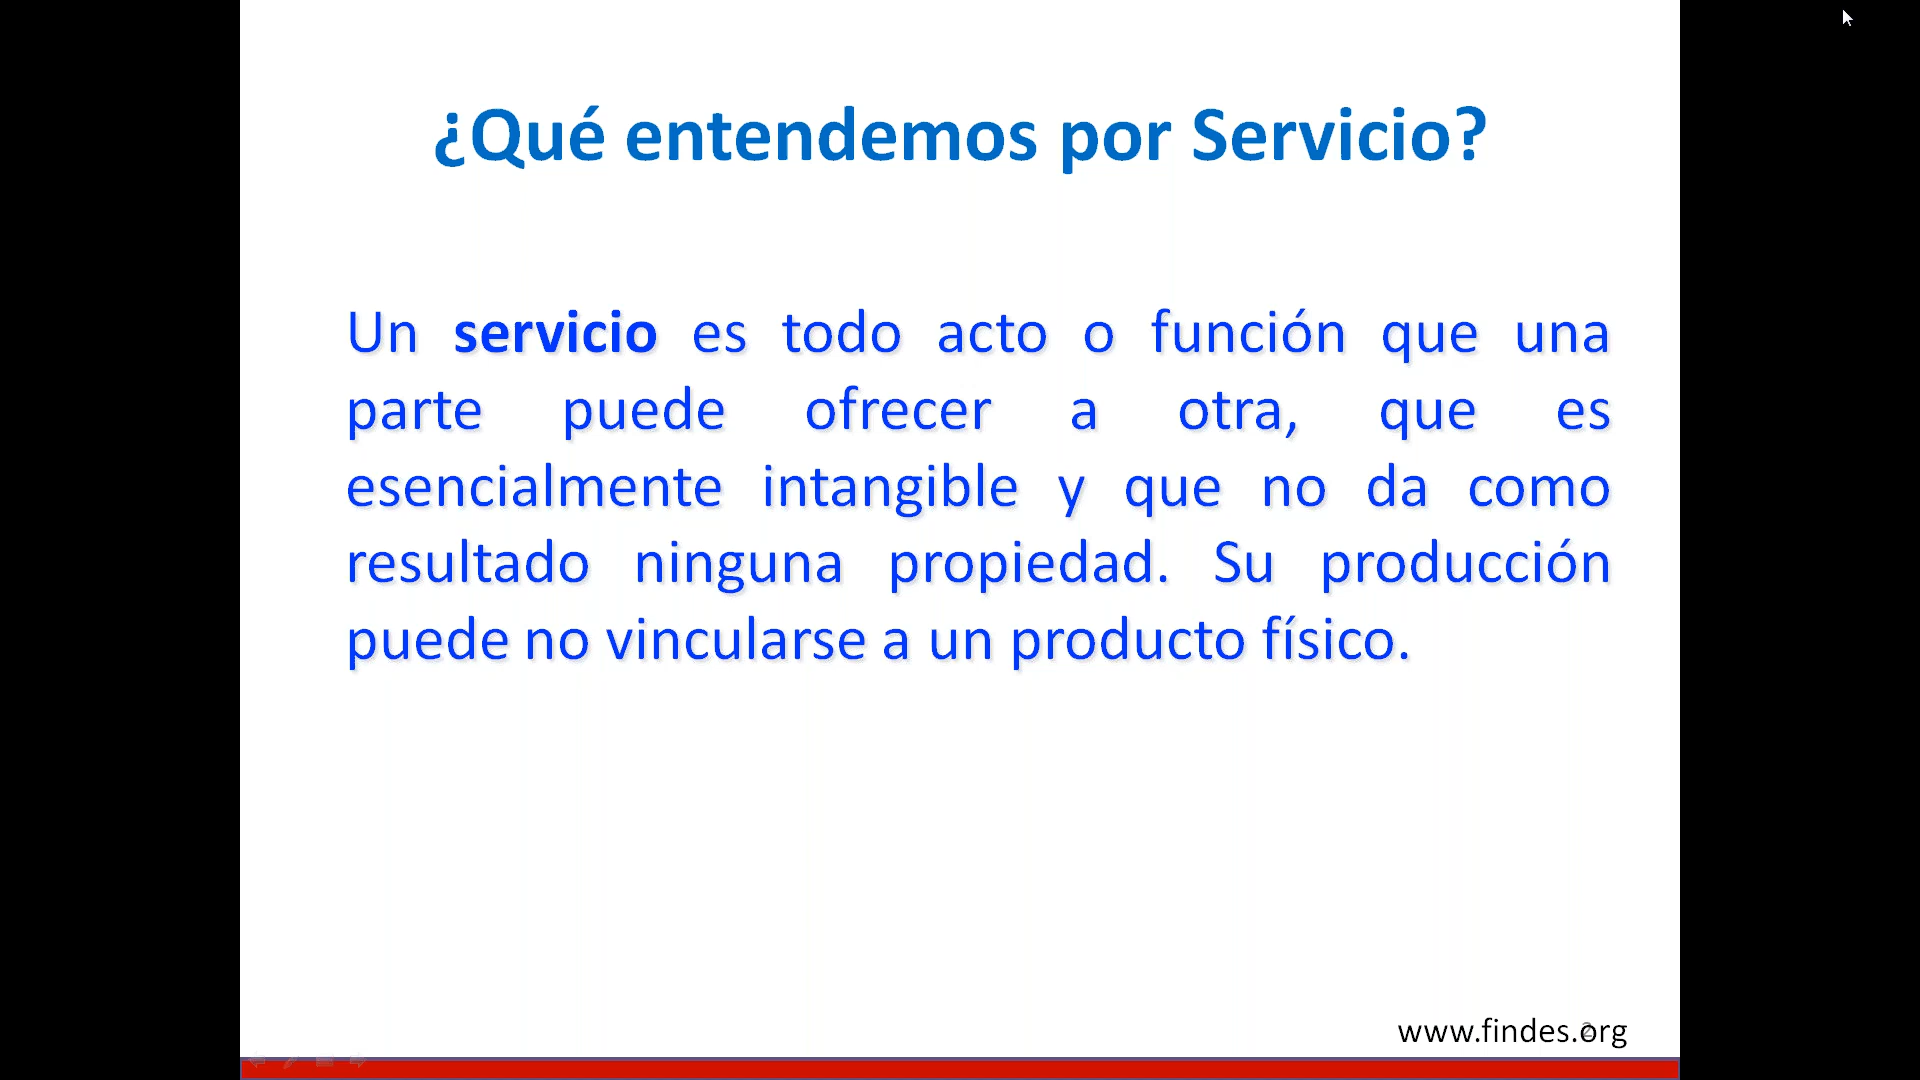 ¿Qué entendemos por Servicio?
Un servicio es todo acto o función que una
parte puede ofrecer a otra, que es
esencialmente intangible y que no da como
resultado ninguna propiedad. Su producción
puede no vincularse a un producto físico.
www.findes.org
2